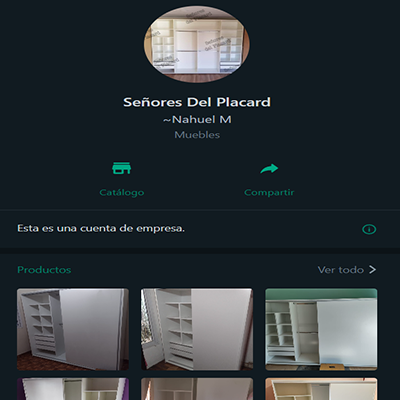 Señores Del Placard
~Nahuel M
Muebles
Catálogo
Compartir
Esta es una cuenta de empresa.
Productos
Ver todo